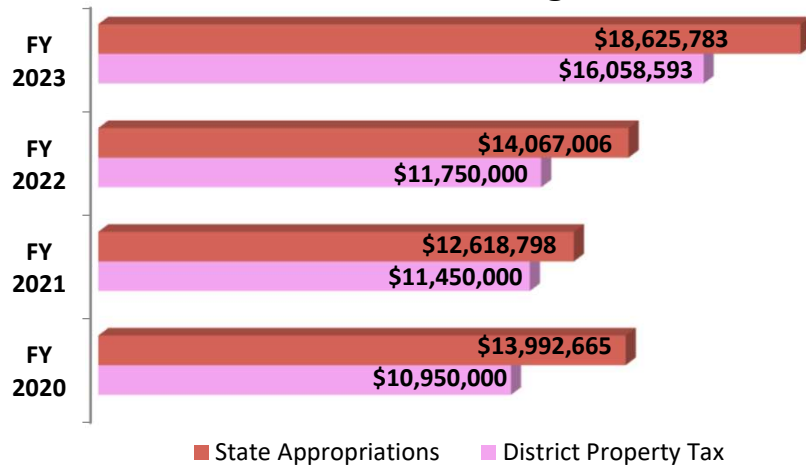 FY
2023
$18,625,783
$16,058,593
FY
2022
$14,067,006
$11,750,000
FY
2021
$12,618,798
$11,450,000
FY
2020
$13,992,665
$10,950,000
State Appropriations
District Property Tax